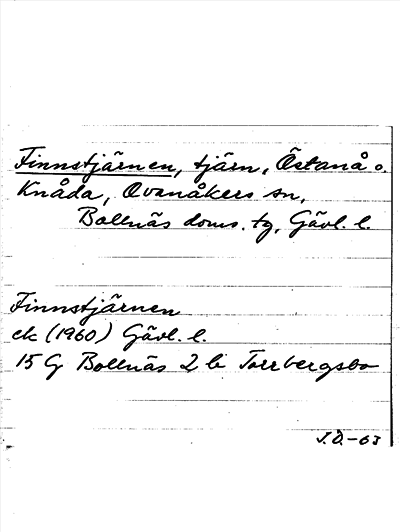 Finnstjärnen, tjärn, Östanå o.
Knåda, Ovanåkers sn,
Bollnäs doms. tg, Gävl. l.
Finnstjärnen
ek (1960) Gävl. l.
15 G Bollnäs 2 b Torrbergsbo
J.Ö.-63